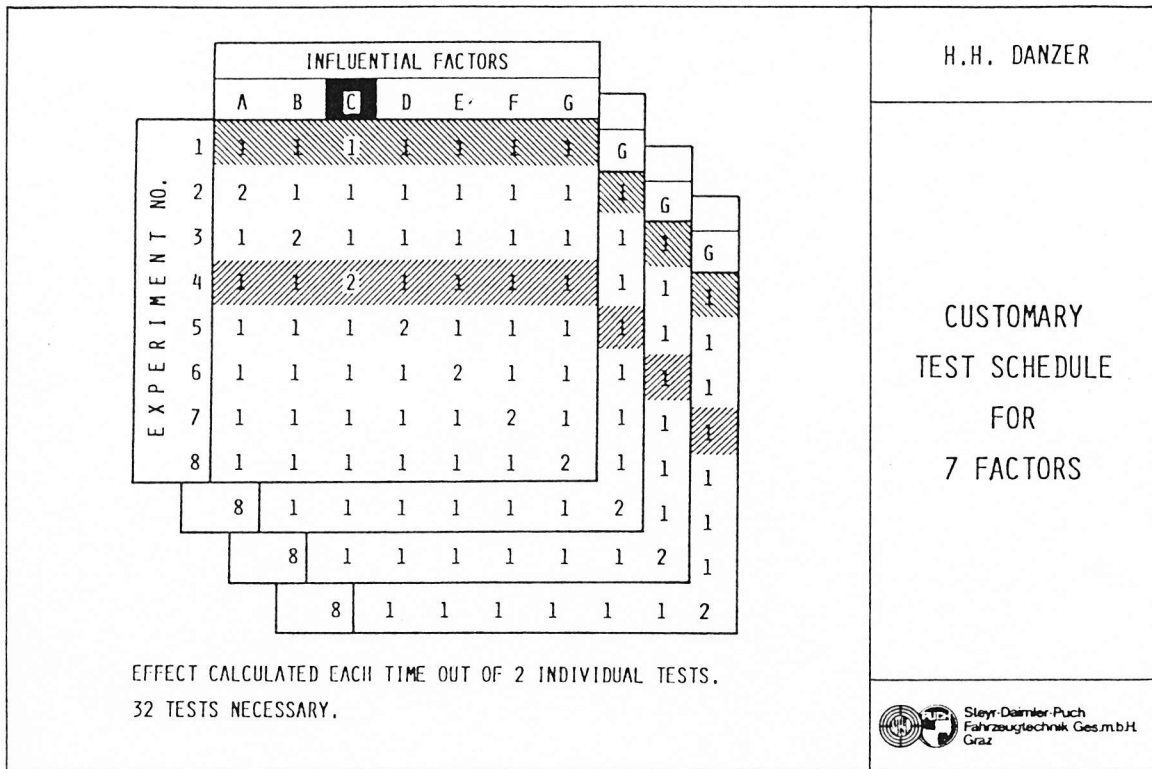 INFLUENTIAL FACTORS
A B C D E F G
EXPERIMENT NO.
1 1 1 1 1 1 1 1
2 2 1 1 1 1 1 1
3 1 2 1 1 1 1 1
4 1 1 2 1 1 1 1
5 1 1 1 2 1 1 1
6 1 1 1 1 2 1 1
7 1 1 1 1 1 2 1
8 1 1 1 1 1 1 2
G
1
1
1
1
1
1
1
8 1 1 1 1 1 1 2
G
1
1
1
1
1
1
1
8 1 1 1 1 1 1 2
G
1
1
1
1
1
1
1
8 1 1 1 1 1 1 2
EFFECT CALCULATED EACH TIME OUT OF 2 INDIVIDUAL TESTS.
32 TESTS NECESSARY.
H.H. DANZER
CUSTOMARY
TEST SCHEDULE
FOR
7 FACTORS
PUCH
Steyr-Daimler-Puch
Fahrzeugtechnik Ges.m.b.H.
Graz